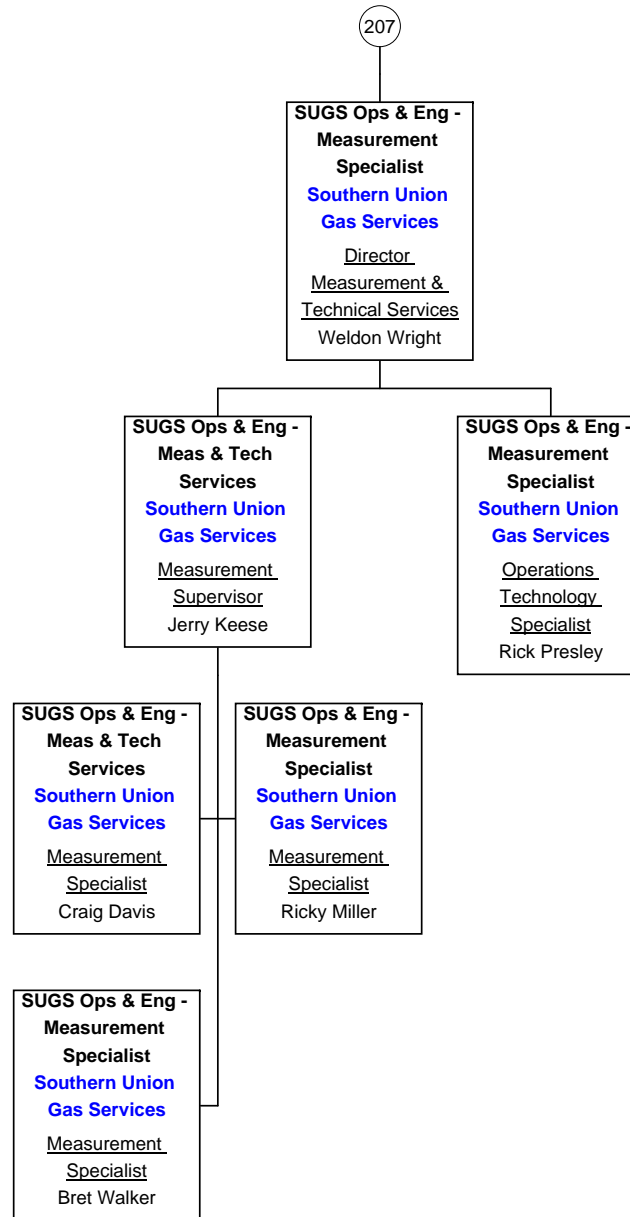 207
SUGS Ops & Eng -
Measurement
Specialist
Southern Union
Gas Services
Director
Measurement &
Technical Services
Weldon Wright
SUGS Ops & Eng -
Meas & Tech
Services
Southern Union
Gas Services
Measurement
Supervisor
Jerry Keese
SUGS Ops & Eng -
Measurement
Specialist
Southern Union
Gas Services
Operations
Technology
Specialist
Rick Presley
SUGS Ops & Eng -
Meas & Tech
Services
Southern Union
Gas Services
Measurement
Specialist
Craig Davis
SUGS Ops & Eng -
Measurement
Specialist
Southern Union
Gas Services
Measurement
Specialist
Ricky Miller
SUGS Ops & Eng -
Measurement
Specialist
Southern Union
Gas Services
Measurement
Specialist
Bret Walker